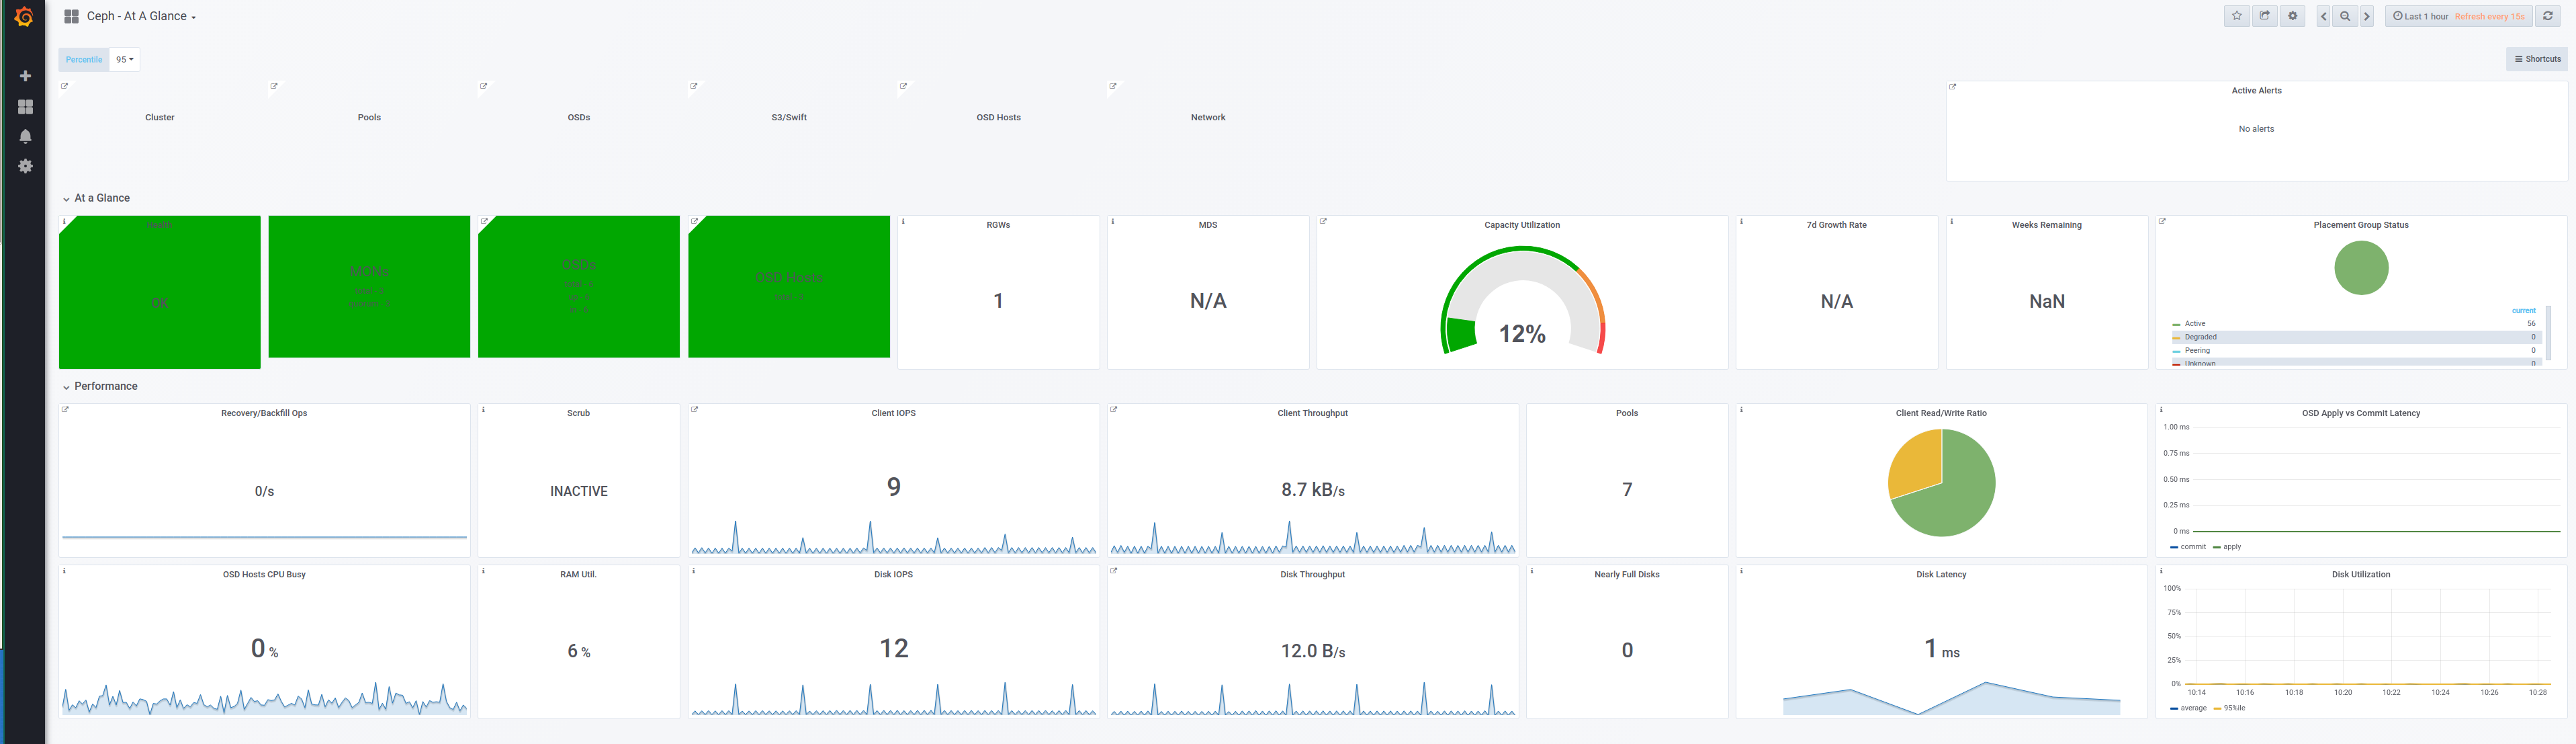 Ceph - At A Glance
Last 1 hour Refresh every 15s
Percentile 95
Shortcuts
Cluster
Pools
OSDs
S3/Swift
OSD Hosts
Network
Active Alerts
No alerts
At a Glance
Health
OK
MONs
OSDs
OSD Hosts
RGWs
1
MDS
N/A
Capacity Utilization
12%
7d Growth Rate
N/A
Weeks Remaining
NaN
Placement Group Status
current
Active 56
Degraded 0
Peering 0
Unknown 0
Performance
Recovery/Backfill Ops
0/s
Scrub
INACTIVE
Client IOPS
9
Client Throughput
8.7 kB/s
Pools
7
Client Read/Write Ratio
OSD Apply vs Commit Latency
1.00 ms
0.75 ms
0.50 ms
0.25 ms
0 ms
commit apply
OSD Hosts CPU Busy
0 %
RAM Util.
6 %
Disk IOPS
12
Disk Throughput
12.0 B/s
Nearly Full Disks
0
Disk Latency
1 ms
Disk Utilization
100%
75%
50%
25%
0%
10:14 10:16 10:18 10:20 10:22 10:24 10:26 10:28
average 95%ile